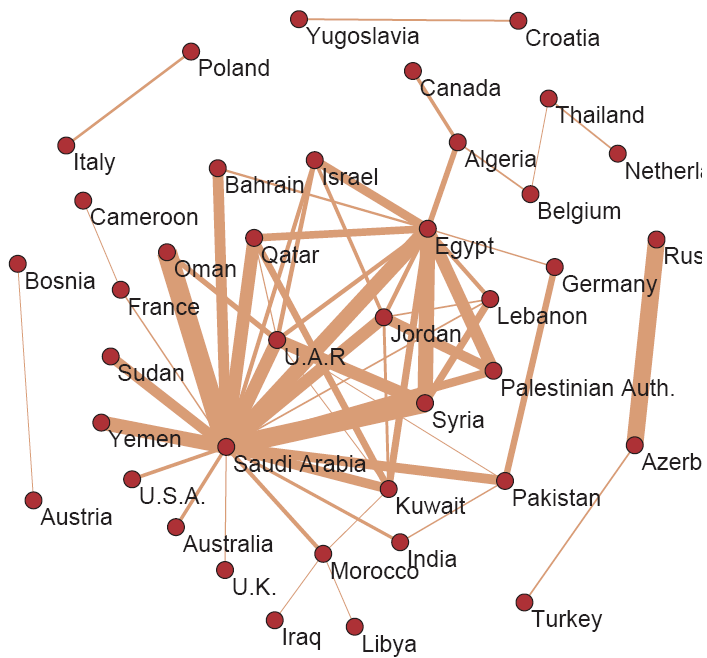 Yugoslavia
Croatia
Poland
Canada
Thailand
Italy
Algeria
Netherla
Israel
Bahrain
Belgium
Cameroon
Egypt
Qatar
Rus
Oman
Bosnia
Germany
France
Lebanon
Jordan
U.A.R
Sudan
Palestinian Auth.
Syria
Yemen
Saudi Arabia
Azerb
U.S.A.
Kuwait
Pakistan
Austria
Australia
India
Morocco
U.K.
Turkey
Iraq
Libya